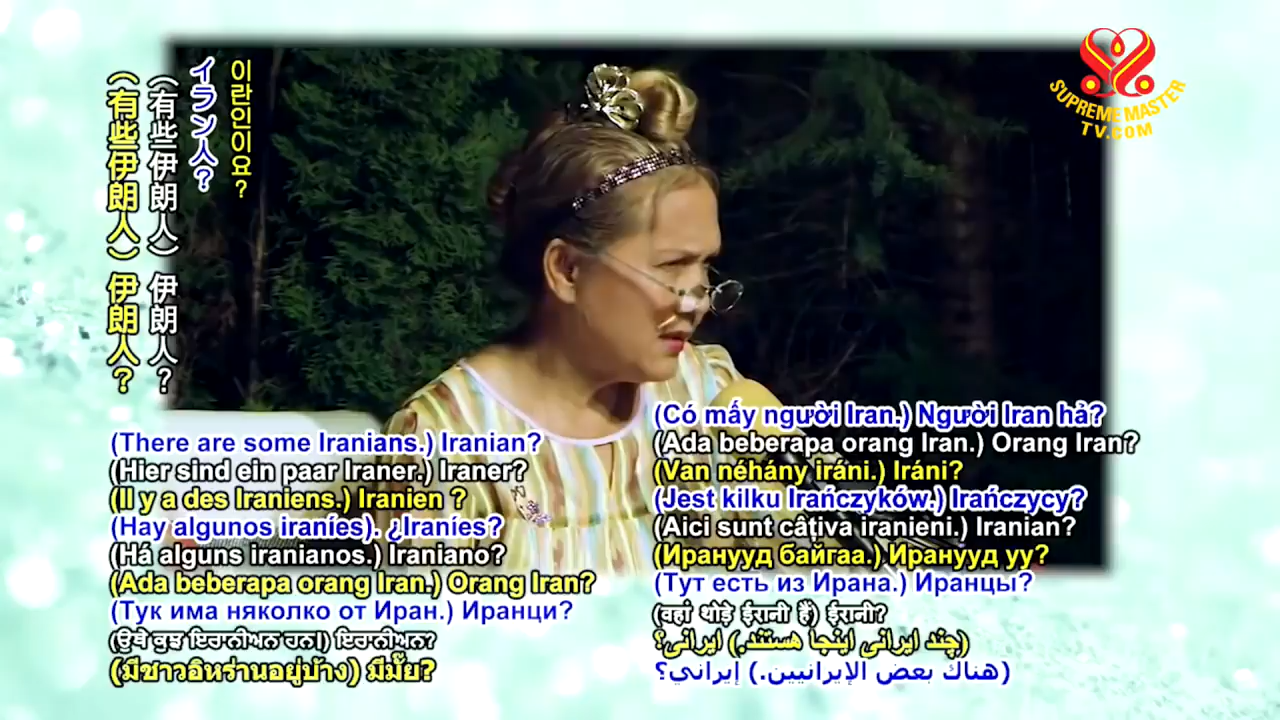 SUPREME MASTER
TV.COM
이란인이요?
イラン人?
(有些伊朗人) 伊朗人?
(有些伊朗人) 伊朗人?
(There are some Iranians.) Iranian?
(Hier sind ein paar Iraner.) Iraner?
(Il y a des Iraniens.) Iranien ?
(Hay algunos iraníes). ¿Iraníes?
(Há alguns iranianos.) Iraniano?
(Ada beberapa orang Iran.) Orang Iran?
(Тук има няколко от Иран.) Иранци?
(ਉਥੇ ਕੁਝ ਇਰਾਨੀਅਨ ਹਨ।) ਇਰਾਨੀਅਨ?
(มีชาวอิหร่านอยู่บ้าง) มีมั๊ย?
(Có mấy người Iran.) Người Iran hả?
(Ada beberapa orang Iran.) Orang Iran?
(Van néhány iráni.) Iráni?
(Jest kilku Irańczyków.) Irańczycy?
(Aici sunt câțiva iranieni.) Iranian?
(Иранууд байгаа.) Иранууд уу?
(Тут есть из Ирана.) Иранцы?
(वहां थोड़े ईरानी हैं) ईरानी?
(چند ایرانی اینجا هستند.) ایرانی؟
(هناك بعض الإيرانيين.) إيراني؟